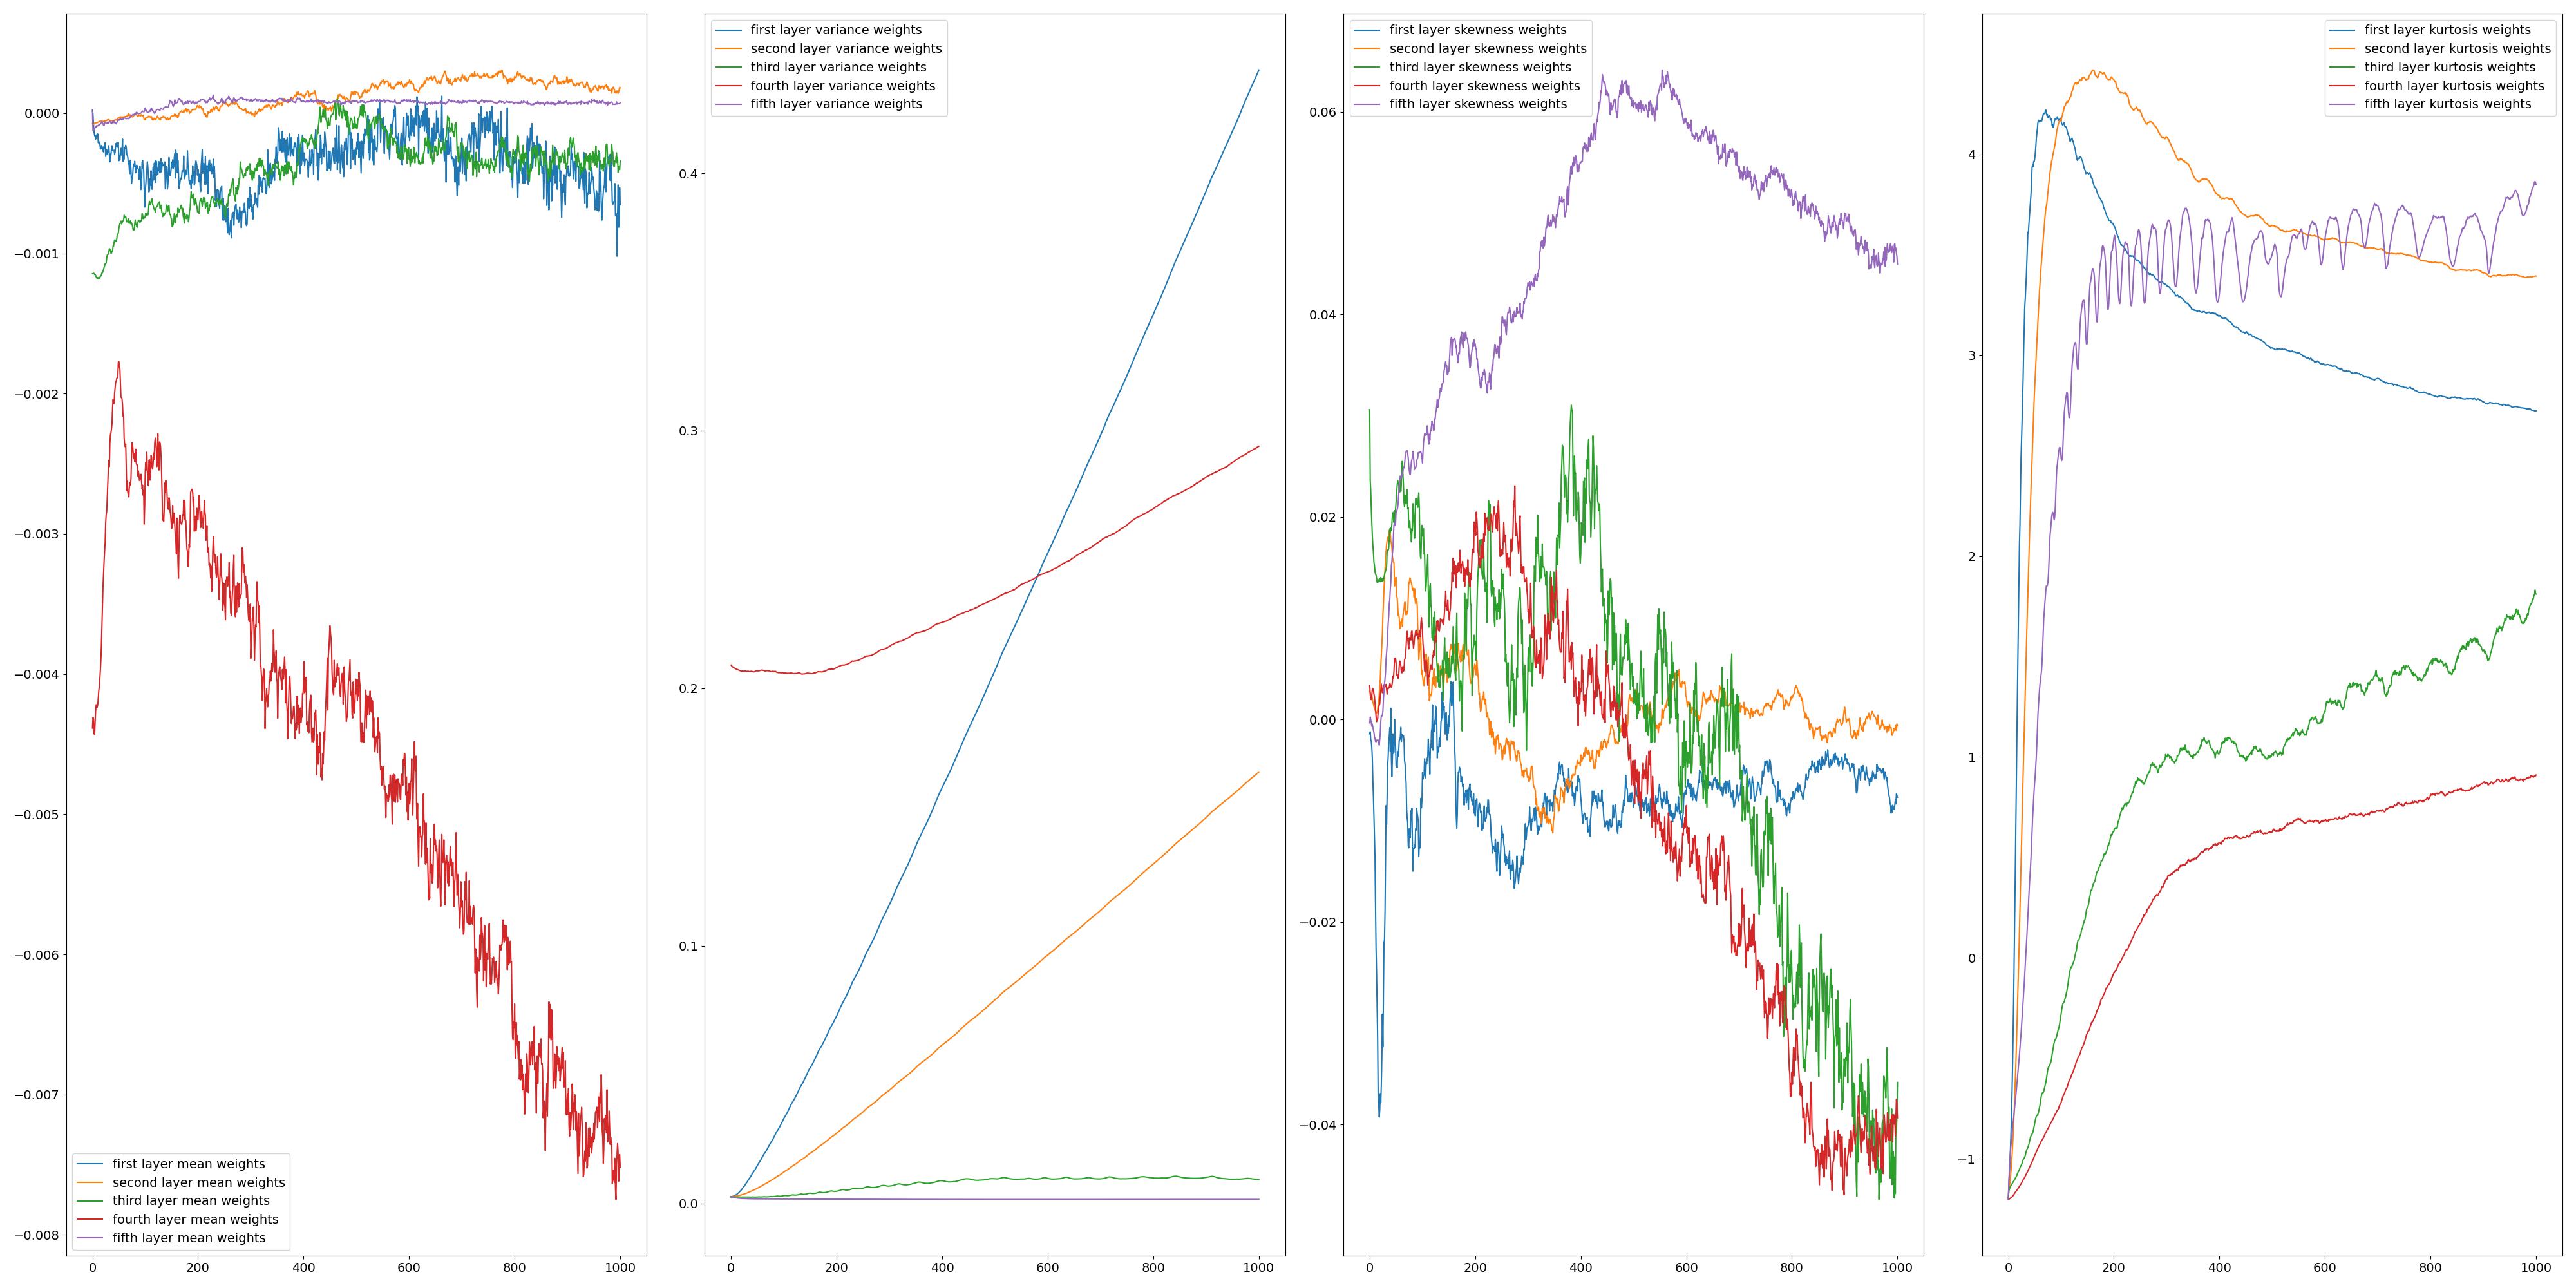 0.000
−0.001
−0.002
−0.003
−0.004
−0.005
−0.006
−0.007
−0.008
first layer mean weights
second layer mean weights
third layer mean weights
fourth layer mean weights
fifth layer mean weights
0 200 400 600 800 1000
first layer variance weights
second layer variance weights
third layer variance weights
fourth layer variance weights
fifth layer variance weights
0.4
0.3
0.2
0.1
0.0
0 200 400 600 800 1000
first layer skewness weights
second layer skewness weights
third layer skewness weights
fourth layer skewness weights
fifth layer skewness weights
0.06
0.04
0.02
0.00
−0.02
−0.04
0 200 400 600 800 1000
first layer kurtosis weights
second layer kurtosis weights
third layer kurtosis weights
fourth layer kurtosis weights
fifth layer kurtosis weights
4
3
2
1
0
−1
0 200 400 600 800 1000